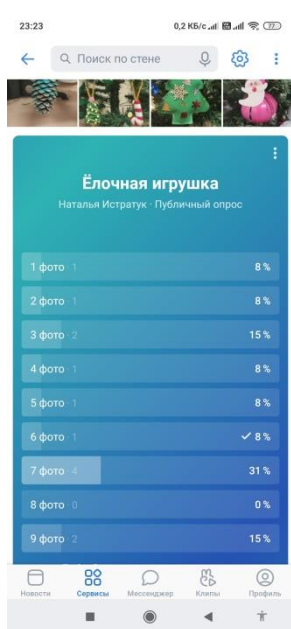 23:23 0,2 КБ/с 77
Поиск по стене
Ёлочная игрушка
Наталья Истратук · Публичный опрос
1 фото · 1 8 %
2 фото · 1 8 %
3 фото · 2 15 %
4 фото · 1 8 %
5 фото · 1 8 %
6 фото · 1 8 %
7 фото · 4 31 %
8 фото · 0 0 %
9 фото · 2 15 %
Новости Сервисы Мессенджер Клипы Профиль